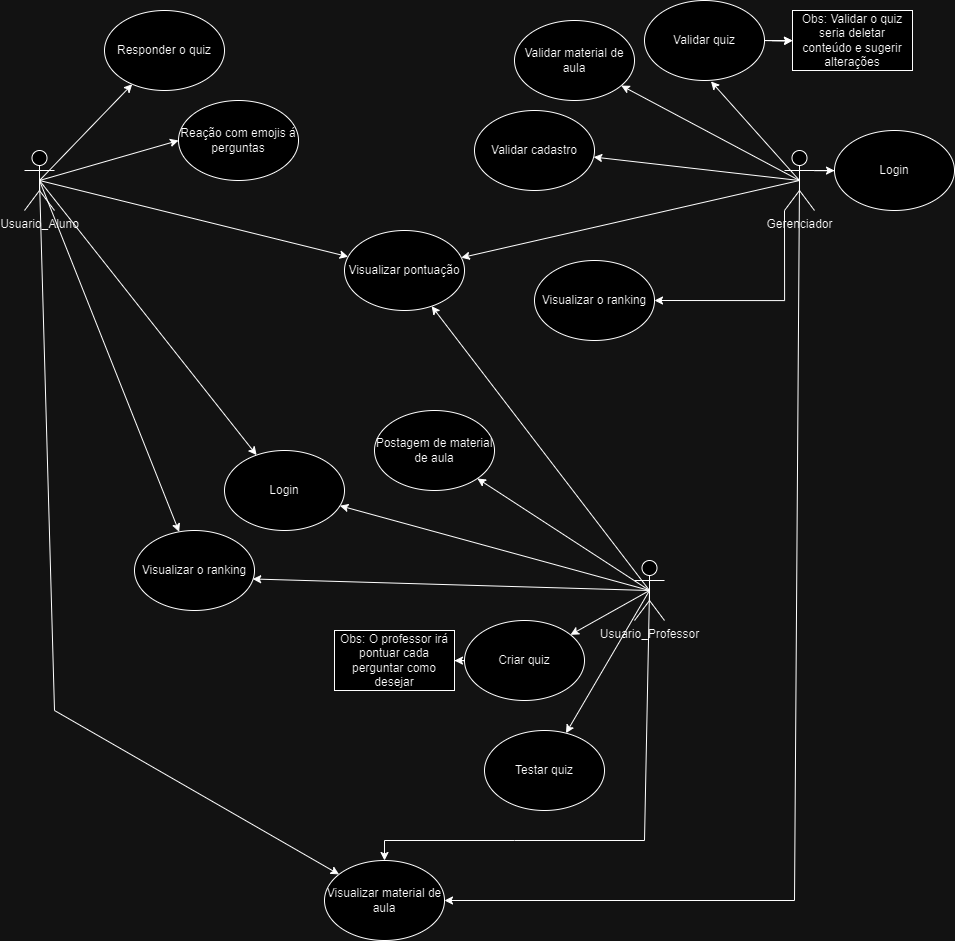 Responder o quiz
Validar material de
aula
Validar quiz
Obs: Validar o quiz
seria deletar
conteúdo e sugerir
alterações
Reação com emojis á
perguntas
Validar cadastro
Login
Usuario_Aluno
Gerenciador
Visualizar pontuação
Visualizar o ranking
Postagem de material
de aula
Login
Visualizar o ranking
Usuario_Professor
Obs: O professor irá
pontuar cada
perguntar como
desejar
Criar quiz
Testar quiz
Visualizar material de
aula